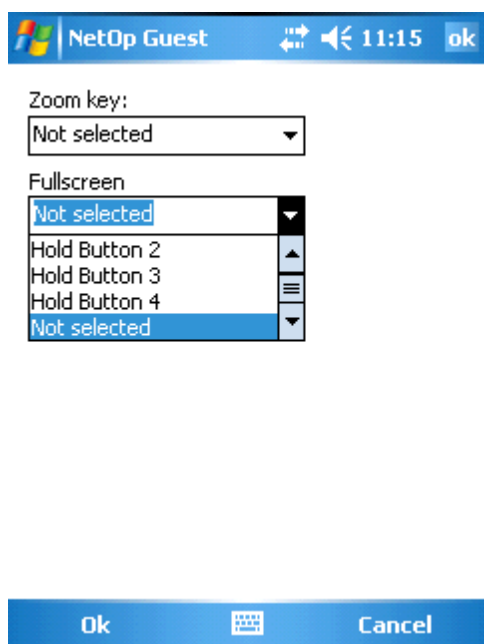 NetOp Guest 11:15 ok
Zoom key:
Not selected
Fullscreen
Not selected
Hold Button 2
Hold Button 3
Hold Button 4
Not selected
Ok Cancel